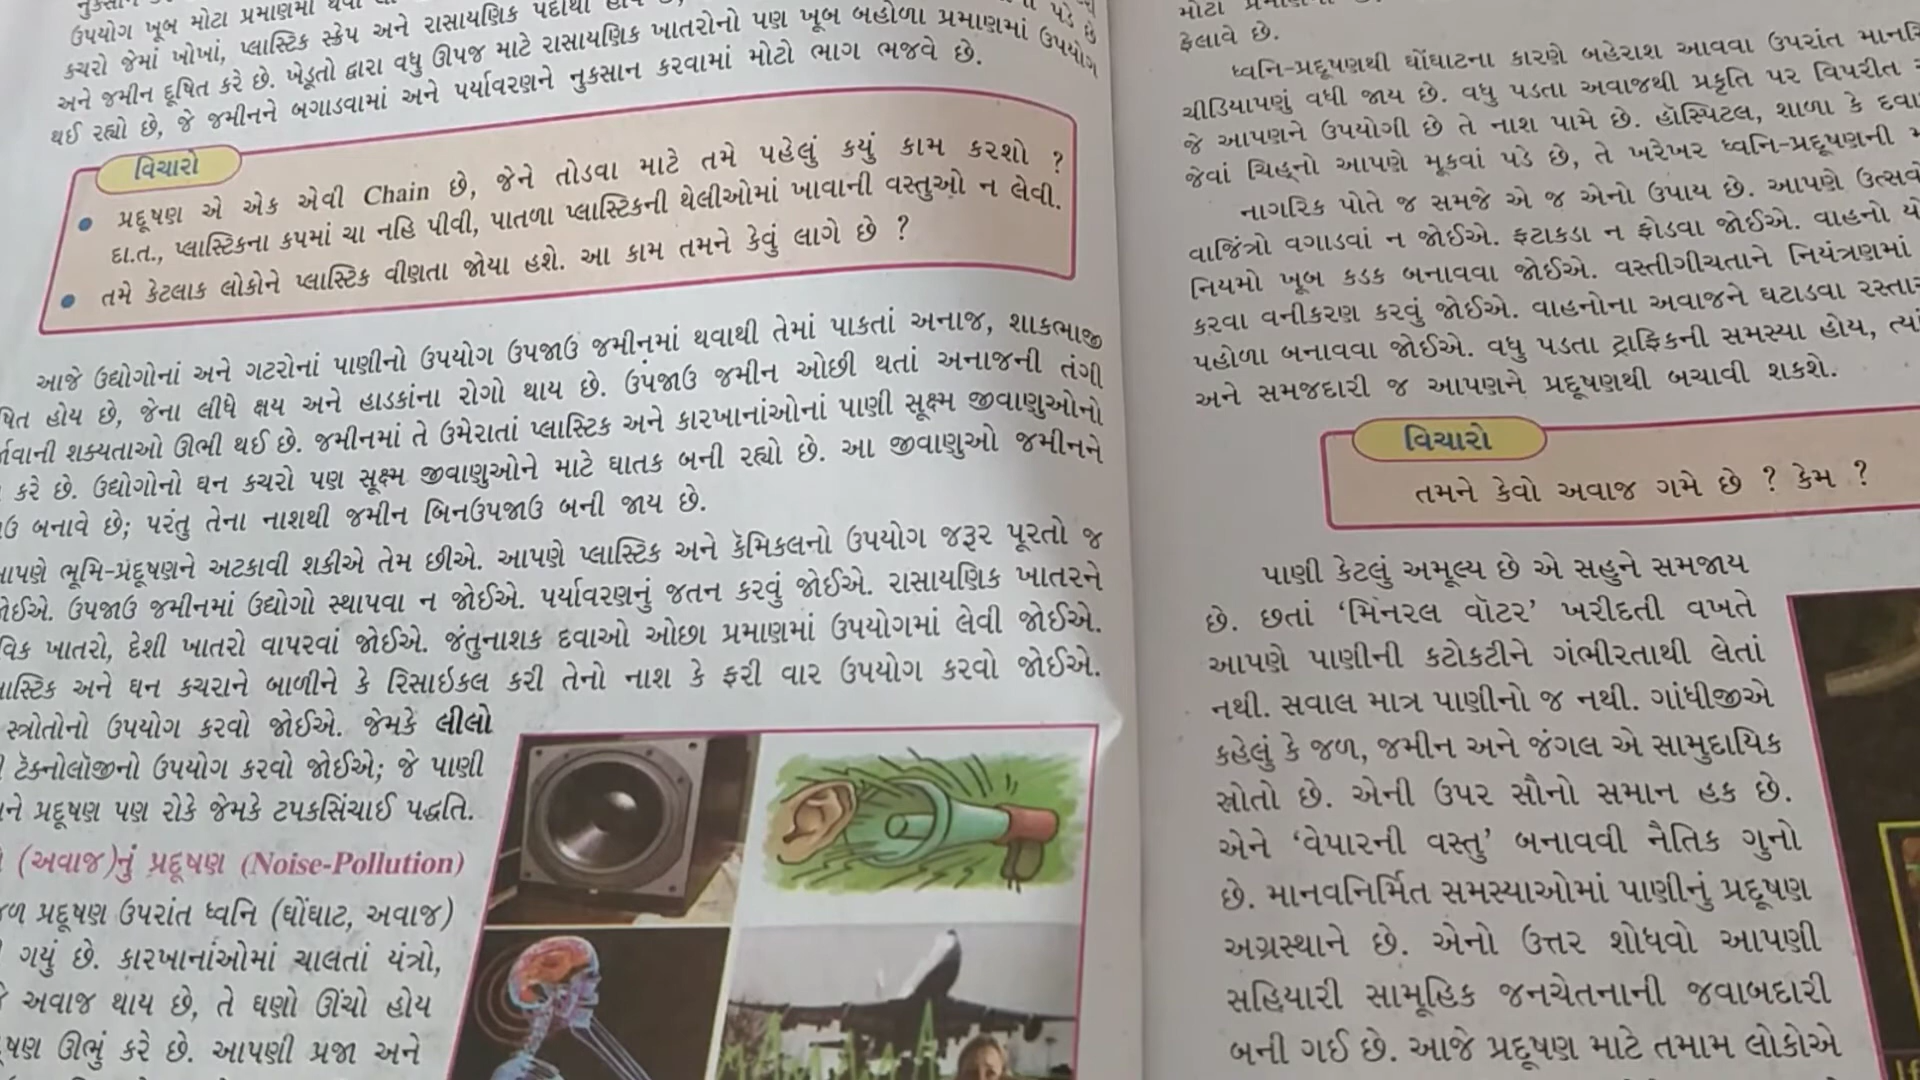 ઉપયોગ ખૂબ મોટા પ્રમાણમાં
કચરો જેમાં ખોખાં, પ્લાસ્ટિક સ્ક્રેપ અને રાસાયણિક
અને જમીન દૂષિત કરે છે. ખેડૂતો દ્વારા વધુ ઊપજ માટે રાસાયણિક ખાતરોનો પણ ખૂબ બહોળા પ્રમાણમાં ઉપયોગ
થઈ રહ્યો છે, જે જમીનને બગાડવામાં અને પર્યાવરણને નુકસાન કરવામાં મોટો ભાગ ભજવે છે.
વિચારો
• પ્રદૂષણ એ એક એવી Chain છે, જેને તોડવા માટે તમે પહેલું કયું કામ કરશો ?
દા.ત., પ્લાસ્ટિકના કપમાં ચા નહિ પીવી, પાતળા પ્લાસ્ટિકની થેલીઓમાં ખાવાની વસ્તુઓ ન લેવી.
• તમે કેટલાક લોકોને પ્લાસ્ટિક વીણતા જોયા હશે. આ કામ તમને કેવું લાગે છે ?
આજે ઉદ્યોગોનાં અને ગટરોનાં પાણીનો ઉપયોગ ઉપજાઉ જમીનમાં થવાથી તેમાં પાકતાં અનાજ, શાકભાજી
હોય છે, જેના લીધે ક્ષય અને હાડકાંના રોગો થાય છે. ઉપજાઉ જમીન ઓછી થતાં અનાજની તંગી
શક્યતાઓ ઊભી થઈ છે. જમીનમાં તે ઉમેરાતાં પ્લાસ્ટિક અને કારખાનાંઓનાં પાણી સૂક્ષ્મ જીવાણુઓનો
કરે છે. ઉદ્યોગોનો ઘન કચરો પણ સૂક્ષ્મ જીવાણુઓને માટે ઘાતક બની રહ્યો છે. આ જીવાણુઓ જમીનને
બનાવે છે; પરંતુ તેના નાશથી જમીન બિનઉપજાઉ બની જાય છે.
ભૂમિ-પ્રદૂષણને અટકાવી શકીએ તેમ છીએ. આપણે પ્લાસ્ટિક અને કૅમિકલનો ઉપયોગ જરૂર પૂરતો જ
ઉપજાઉ જમીનમાં ઉદ્યોગો સ્થાપવા ન જોઈએ. પર્યાવરણનું જતન કરવું જોઈએ. રાસાયણિક ખાતરને
ખાતરો, દેશી ખાતરો વાપરવાં જોઈએ. જંતુનાશક દવાઓ ઓછા પ્રમાણમાં ઉપયોગમાં લેવી જોઈએ.
અને ઘન કચરાને બાળીને કે રિસાઇકલ કરી તેનો નાશ કે ફરી વાર ઉપયોગ કરવો જોઈએ.
સ્ત્રોતોનો ઉપયોગ કરવો જોઈએ. જેમકે લીલો
ટૅક્નોલૉજીનો ઉપયોગ કરવો જોઈએ; જે પાણી
પ્રદૂષણ પણ રોકે જેમકે ટપકસિંચાઈ પદ્ધતિ.
(અવાજ)નું પ્રદૂષણ (Noise-Pollution)
પ્રદૂષણ ઉપરાંત ધ્વનિ (ઘોંઘાટ, અવાજ)
ગયું છે. કારખાનાંઓમાં ચાલતાં યંત્રો,
અવાજ થાય છે, તે ઘણો ઊંચો હોય
ઊભું કરે છે. આપણી પ્રજા અને
ફેલાવે છે.
ધ્વનિ-પ્રદૂષણથી ઘોંઘાટના કારણે બહેરાશ આવવા ઉપરાંત
ચીડિયાપણું વધી જાય છે. વધુ પડતા અવાજથી પ્રકૃતિ પર વિપરીત
જે આપણને ઉપયોગી છે તે નાશ પામે છે. હૉસ્પિટલ, શાળા કે
જેવાં ચિહ્નો આપણે મૂકવાં પડે છે, તે ખરેખર ધ્વનિ-પ્રદૂષણની
નાગરિક પોતે જ સમજે એ જ એનો ઉપાય છે. આપણે
વાજિંત્રો વગાડવાં ન જોઈએ. ફટાકડા ન ફોડવા જોઈએ. વાહનો
નિયમો ખૂબ કડક બનાવવા જોઈએ. વસ્તીગીચતાને નિયંત્રણમાં
કરવા વનીકરણ કરવું જોઈએ. વાહનોના અવાજને ઘટાડવા
પહોળા બનાવવા જોઈએ. વધુ પડતા ટ્રાફિકની સમસ્યા હોય,
અને સમજદારી જ આપણને પ્રદૂષણથી બચાવી શકશે.
વિચારો
તમને કેવો અવાજ ગમે છે ? કેમ ?
પાણી કેટલું અમૂલ્ય છે એ સહુને સમજાય
છે. છતાં ‘મિનરલ વૉટર’ ખરીદતી વખતે
આપણે પાણીની કટોકટીને ગંભીરતાથી લેતાં
નથી. સવાલ માત્ર પાણીનો જ નથી. ગાંધીજીએ
કહેલું કે જળ, જમીન અને જંગલ એ સામુદાયિક
સ્રોતો છે. એની ઉપર સૌનો સમાન હક છે.
એને ‘વેપારની વસ્તુ’ બનાવવી નૈતિક ગુનો
છે. માનવનિર્મિત સમસ્યાઓમાં પાણીનું પ્રદૂષણ
અગ્રસ્થાને છે. એનો ઉત્તર શોધવો આપણી
સહિયારી સામૂહિક જનચેતનાની જવાબદારી
બની ગઈ છે. આજે પ્રદૂષણ માટે તમામ લોકોએ